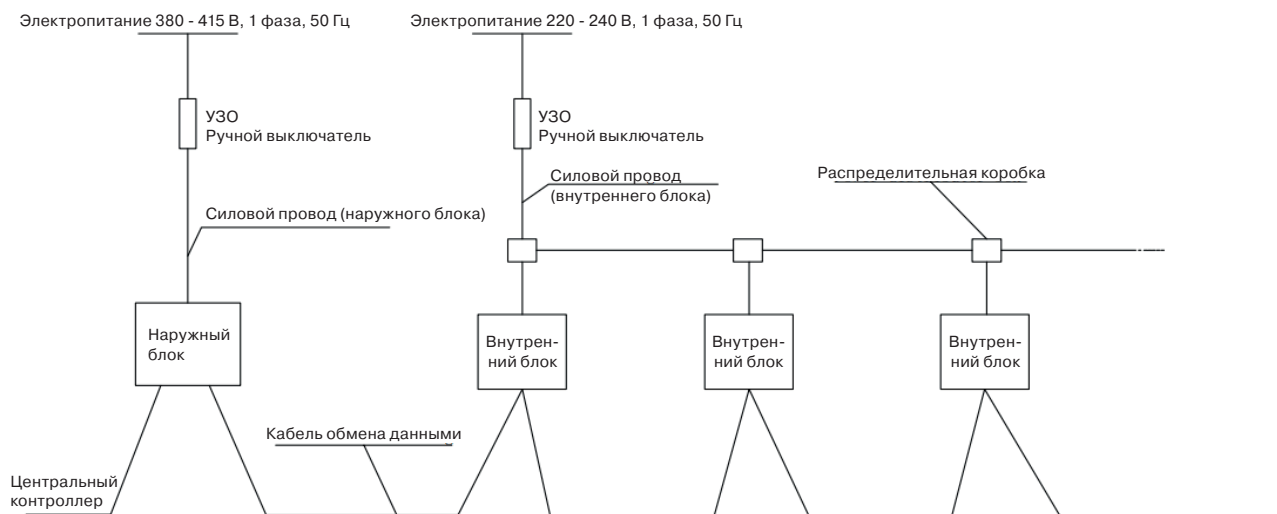 Электропитание 380 - 415 В, 1 фаза, 50 Гц
Электропитание 220 - 240 В, 1 фаза, 50 Гц
УЗО
Ручной выключатель
УЗО
Ручной выключатель
Силовой провод
(внутреннего блока)
Распределительная коробка
Силовой провод (наружного блока)
Наружный
блок
Внутрен-
ний блок
Внутрен-
ний блок
Внутрен-
ний блок
Кабель обмена данными
Центральный
контроллер